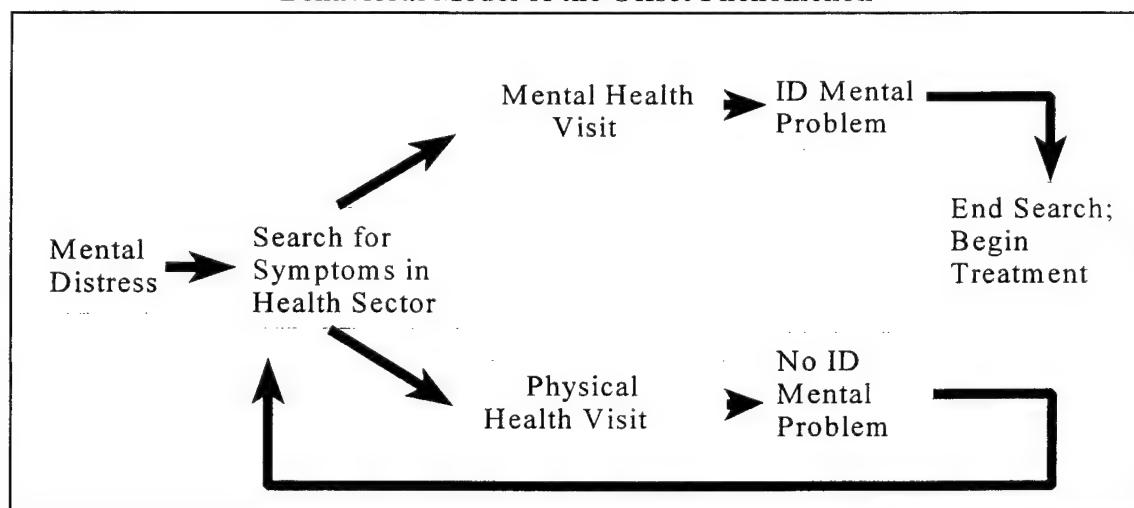 Mental Health
Visit
ID Mental
Problem
End Search;
Begin
Treatment
Mental
Distress
Search for
Symptoms in
Health Sector
Physical
Health Visit
No ID
Mental
Problem